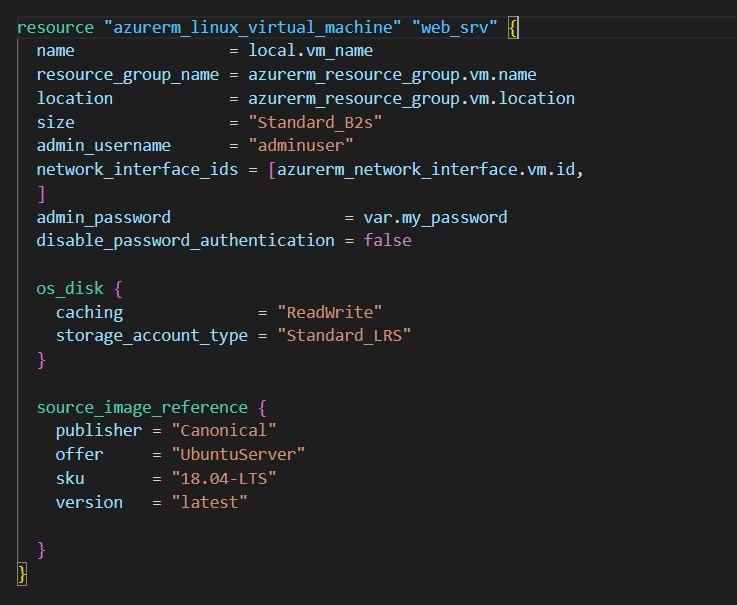 resource "azurerm_linux_virtual_machine" "web_srv" {
  name                = local.vm_name
  resource_group_name = azurerm_resource_group.vm.name
  location            = azurerm_resource_group.vm.location
  size                = "Standard_B2s"
  admin_username      = "adminuser"
  network_interface_ids = [azurerm_network_interface.vm.id,
  ]
  admin_password                  = var.my_password
  disable_password_authentication = false

  os_disk {
    caching              = "ReadWrite"
    storage_account_type = "Standard_LRS"
  }

  source_image_reference {
    publisher = "Canonical"
    offer     = "UbuntuServer"
    sku       = "18.04-LTS"
    version   = "latest"

  }
}